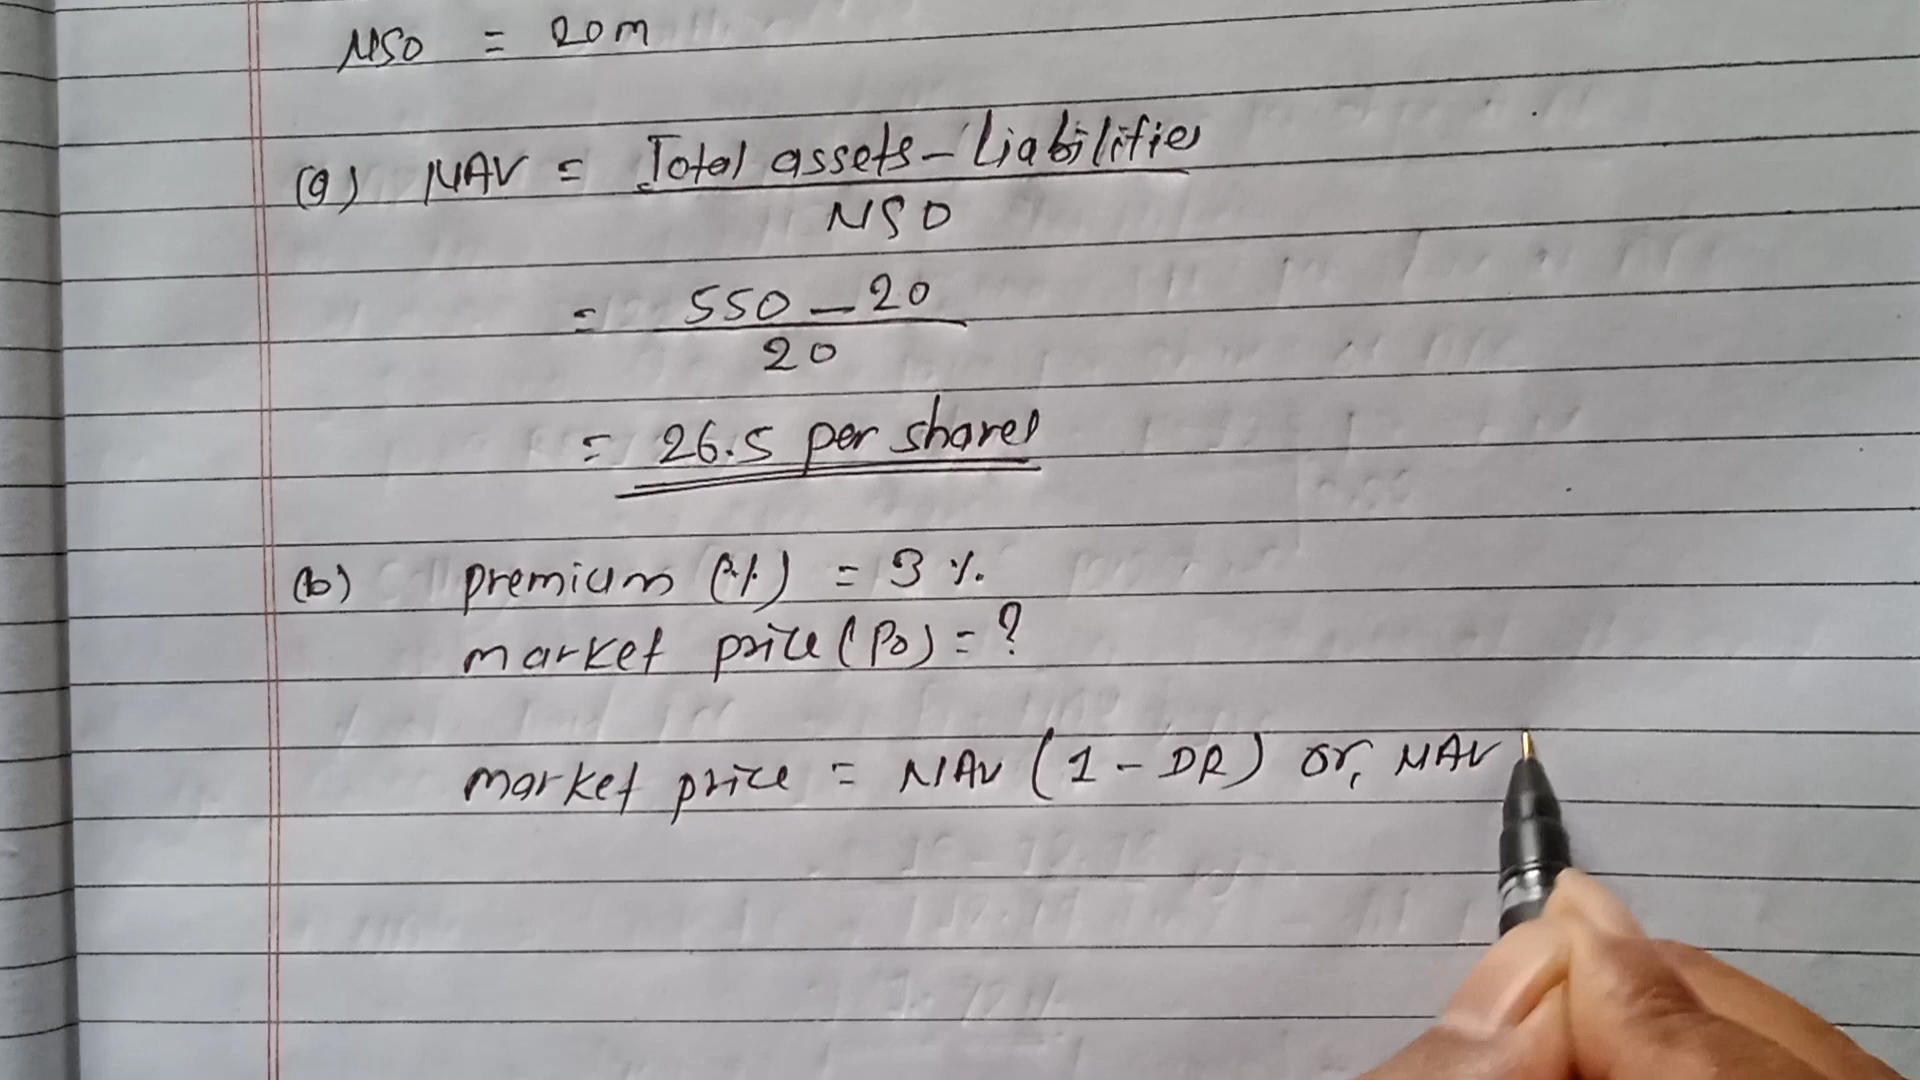 NSO = 20m
(a) NAV = Total assets - Liabilities
NSO
= 550 - 20
20
= 26.5 per shares
(b) premium (%) = 3 %.
market price (P0) = ?
market price = NAV (1 - DR) or, NAV